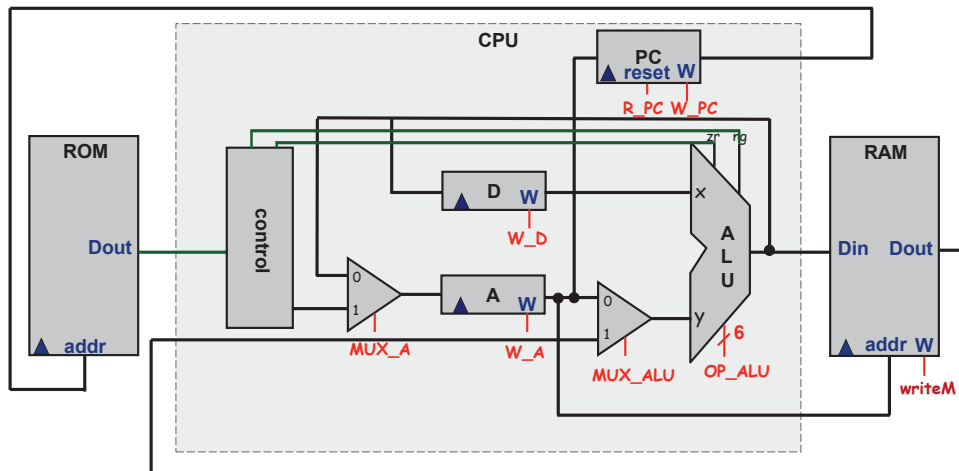 CPU
PC
reset W
R_PC W_PC
zr ng
ROM
RAM
D
W
x
W_D
control
Dout
A
L
U
Din Dout
0
1
A
W
0
1
y
MUX_A
W_A
MUX_ALU
6
OP_ALU
addr
addr W
writeM